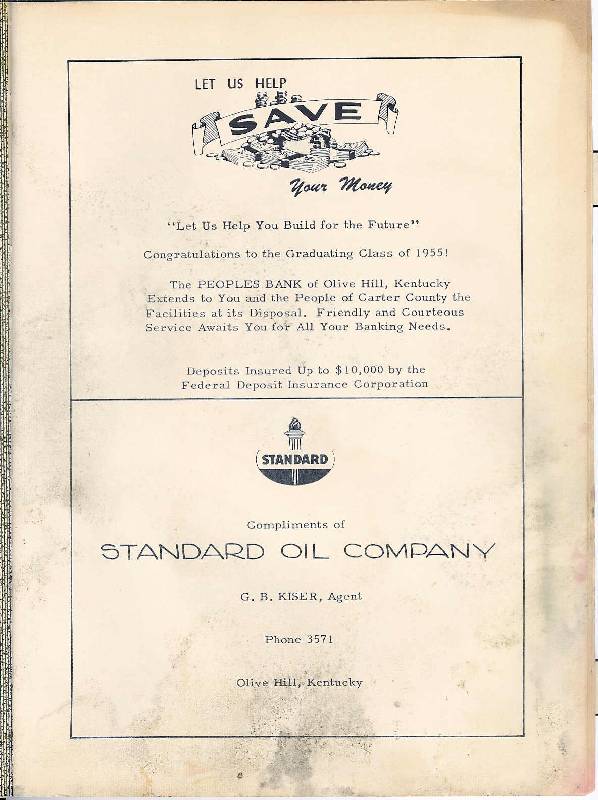 LET US HELP
SAVE
Your Money
"Let Us Help You Build for the Future"
Congratulations to the Graduating Class of 1955!
The PEOPLES BANK of Olive Hill, Kentucky
Extends to You and the People of Carter County the
Facilities at its Disposal. Friendly and Courteous
Service Awaits You for All Your Banking Needs.
Deposits Insured Up to $10,000 by the
Federal Deposit Insurance Corporation
STANDARD
Compliments of
STANDARD OIL COMPANY
G. B. KISER, Agent
Phone 3571
Olive Hill, Kentucky